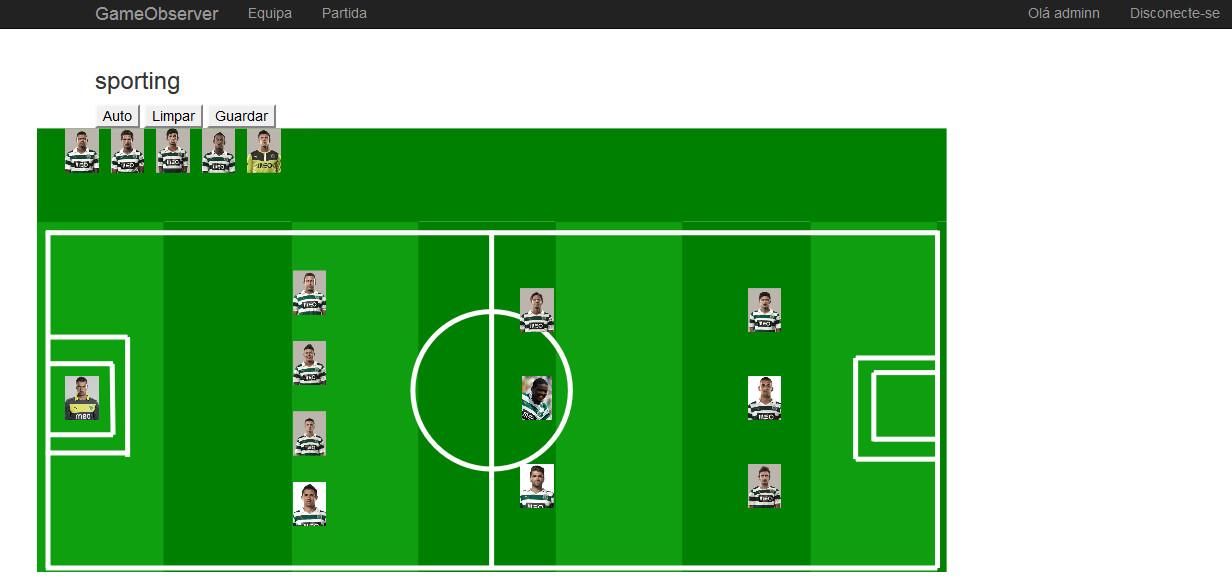 GameObserver Equipa Partida Olá adminn Disconecte-se
sporting
Auto Limpar Guardar